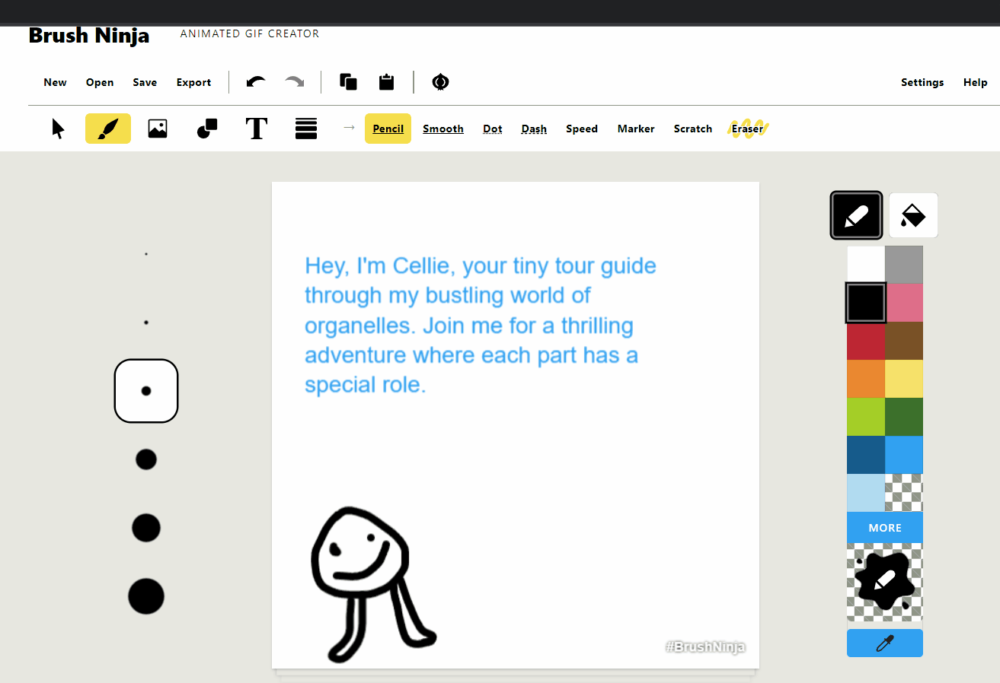 Brush Ninja ANIMATED GIF CREATOR
New Open Save Export Settings Help
T → Pencil Smooth Dot Dash Speed Marker Scratch Eraser
Hey, I'm Cellie, your tiny tour guide
through my bustling world of
organelles. Join me for a thrilling
adventure where each part has a
special role.
MORE
#BrushNinja